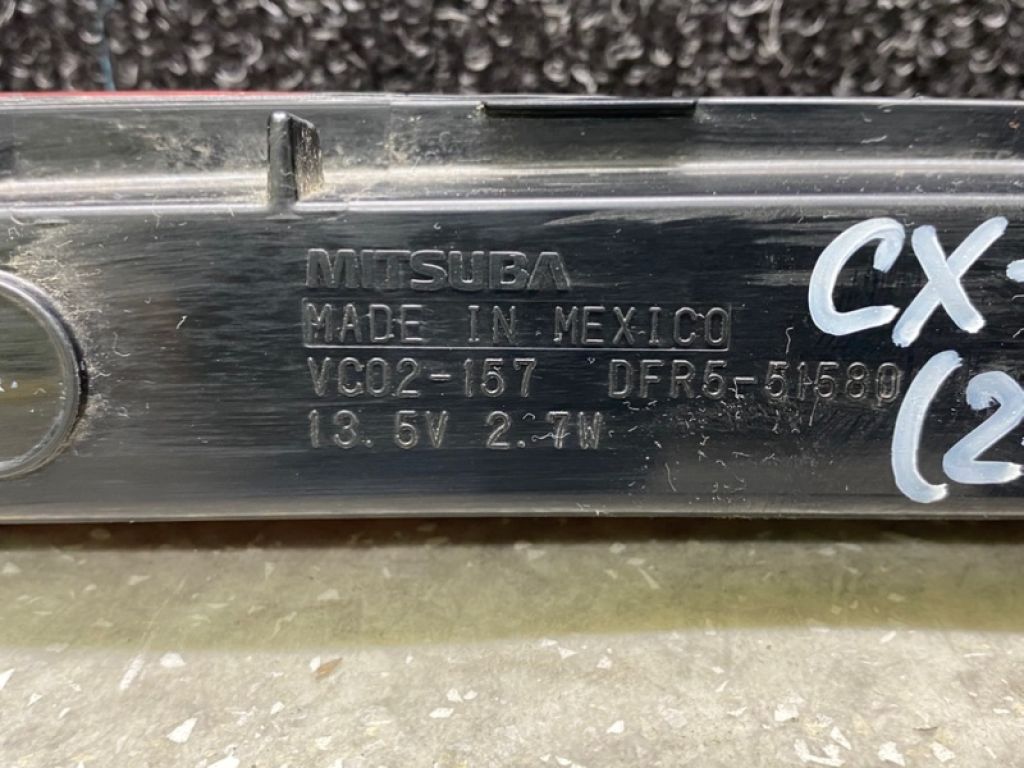 MITSUBA
MADE IN MEXICO
VC02-157 DFR5-51580
13.5V 2.7W
CX-
(2